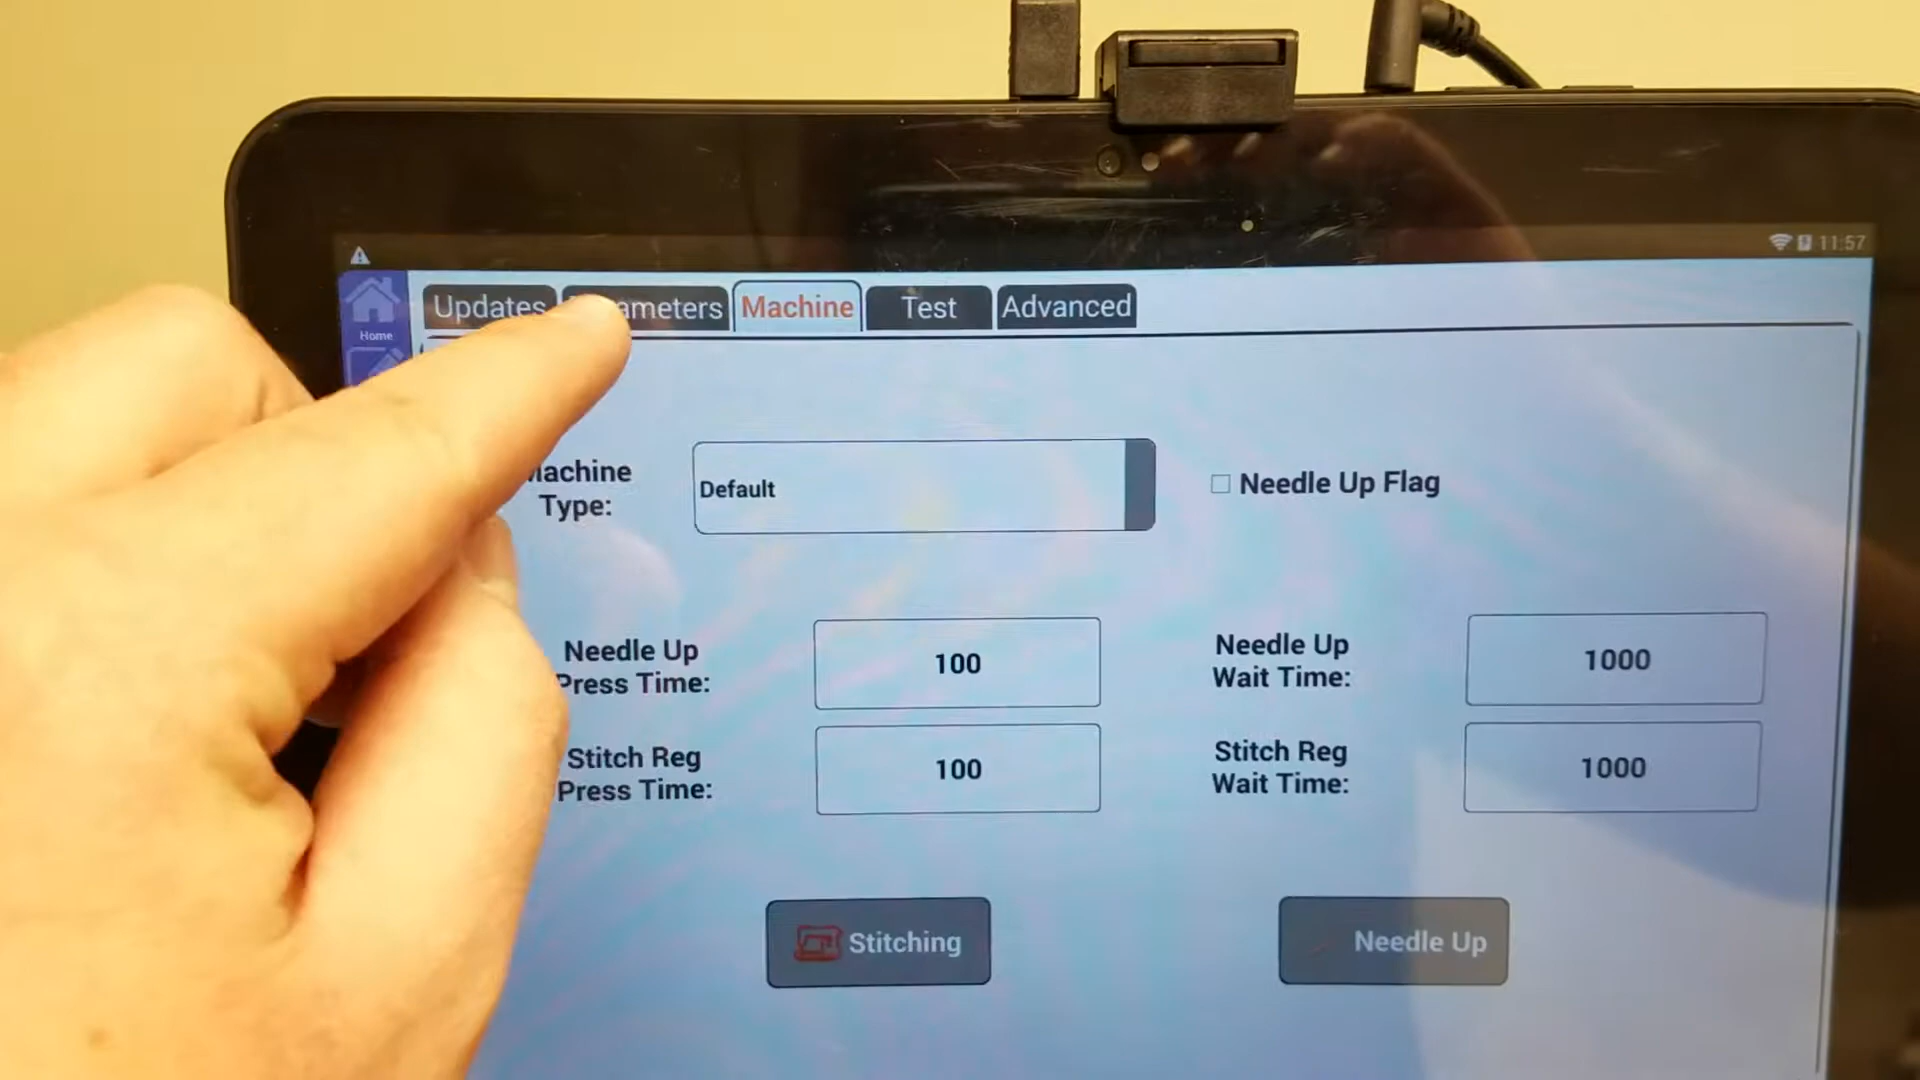 11:57
Home
Updates
ameters
Machine
Test
Advanced
achine
Type:
Default
Needle Up Flag
Needle Up
Press Time:
100
Needle Up
Wait Time:
1000
Stitch Reg
Press Time:
100
Stitch Reg
Wait Time:
1000
Stitching
Needle Up